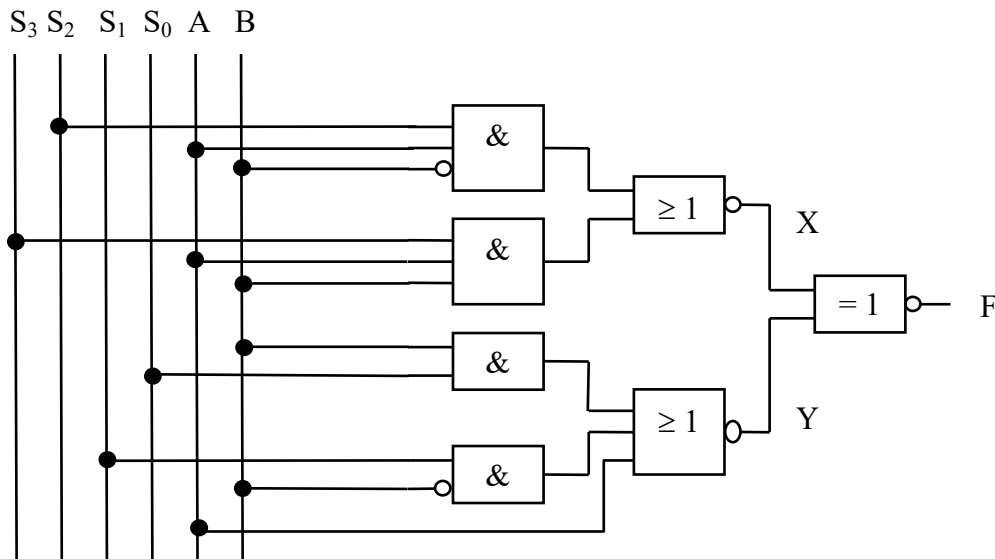 S₃ S₂ S₁ S₀ A B
&
≥ 1
X
&
= 1
F
&
≥ 1
Y
&